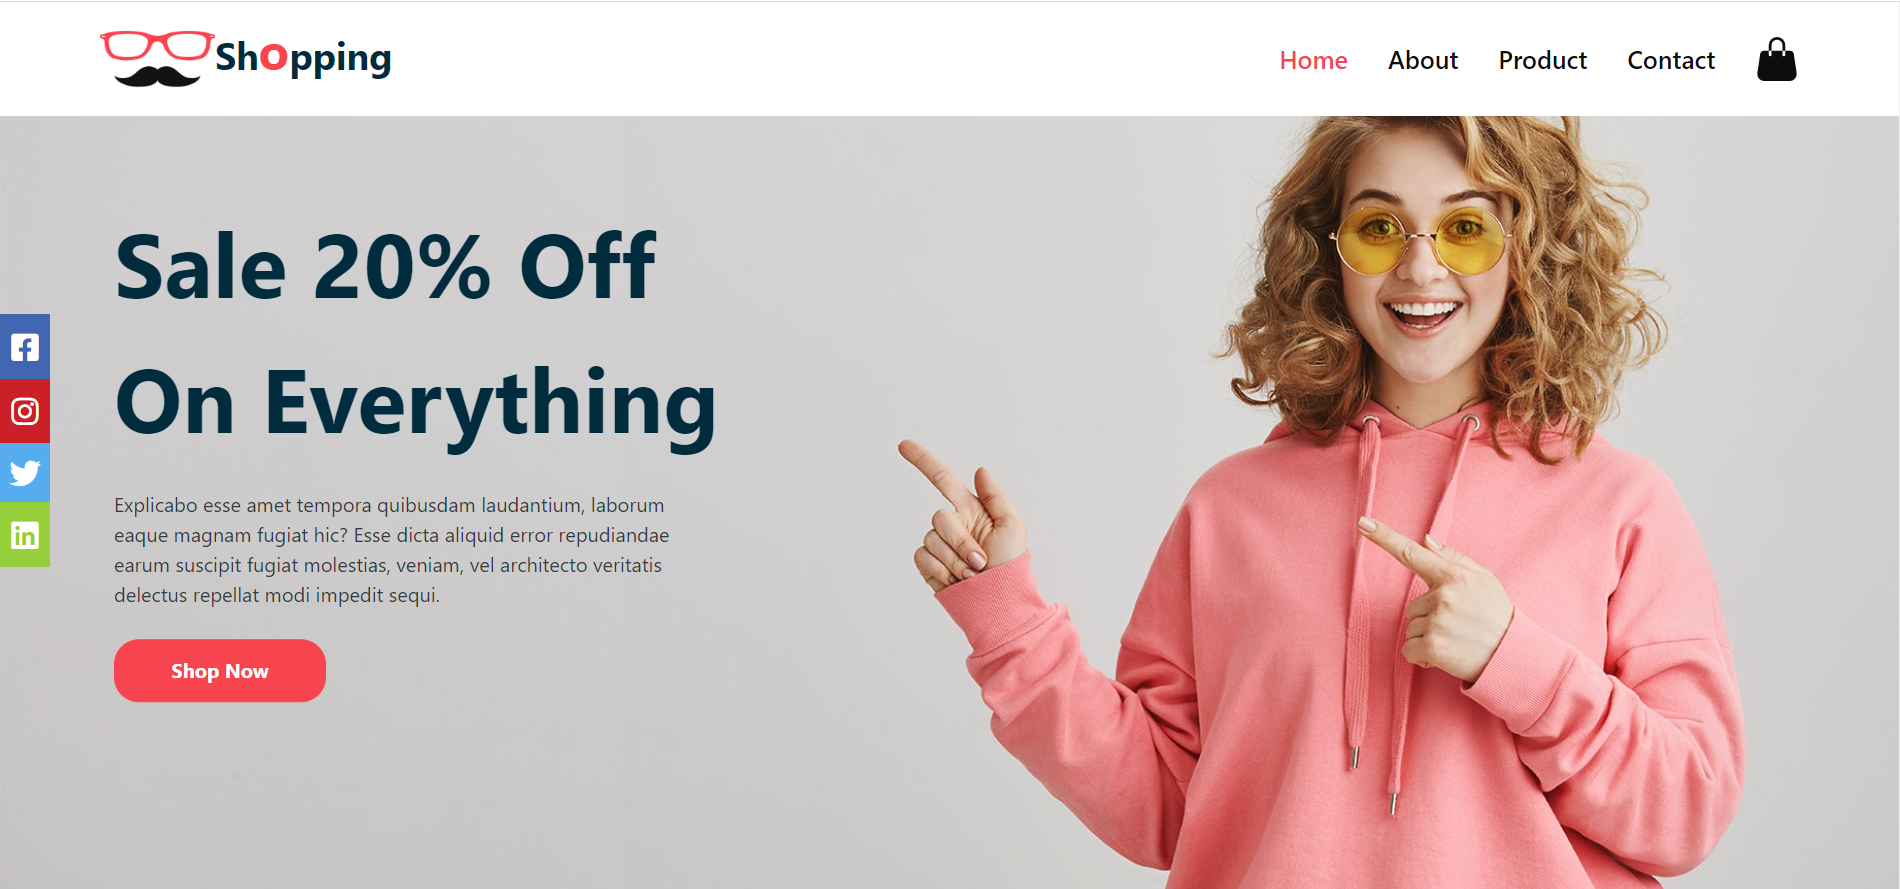 Shopping
Home About Product Contact
Sale 20% Off
On Everything
Explicabo esse amet tempora quibusdam laudantium, laborum
eaque magnam fugiat hic? Esse dicta aliquid error repudiandae
earum suscipit fugiat molestias, veniam, vel architecto veritatis
delectus repellat modi impedit sequi.
Shop Now